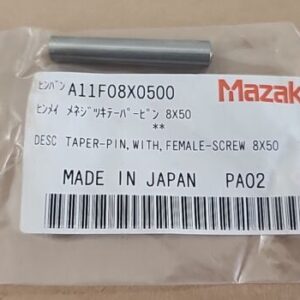 ﾋﾝﾊﾞﾝ A11F08X0500 Mazak
ﾋﾝﾒｲ ﾒﾈｼﾞﾂｷﾃｰﾊﾟｰﾋﾟﾝ 8X50
**
DESC TAPER-PIN,WITH,FEMALE-SCREW 8X50
MADE IN JAPAN PA02